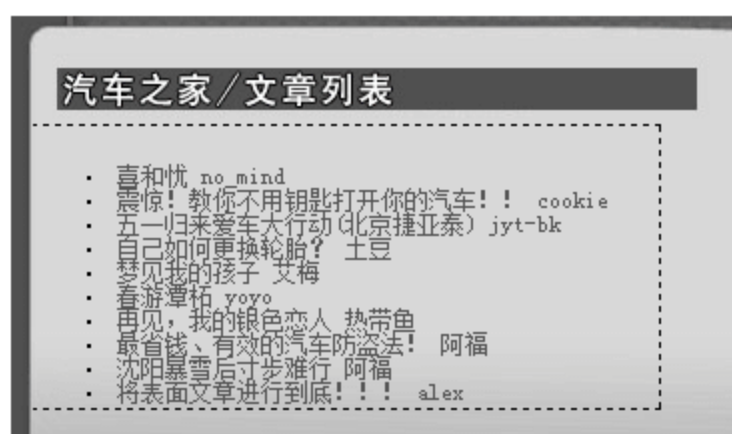 汽车之家/文章列表
· 喜和忧 no_mind
· 震惊！教你不用钥匙打开你的汽车！！ cookie
· 五一归来爱车大行动(北京捷亚泰) jyt-bk
· 自己如何更换轮胎？ 土豆
· 梦见我的孩子 艾梅
· 春游潭柘 yoyo
· 再见，我的银色恋人 热带鱼
· 最省钱、有效的汽车防盗法！ 阿福
· 沈阳暴雪后寸步难行 阿福
· 将表面文章进行到底！！！ alex